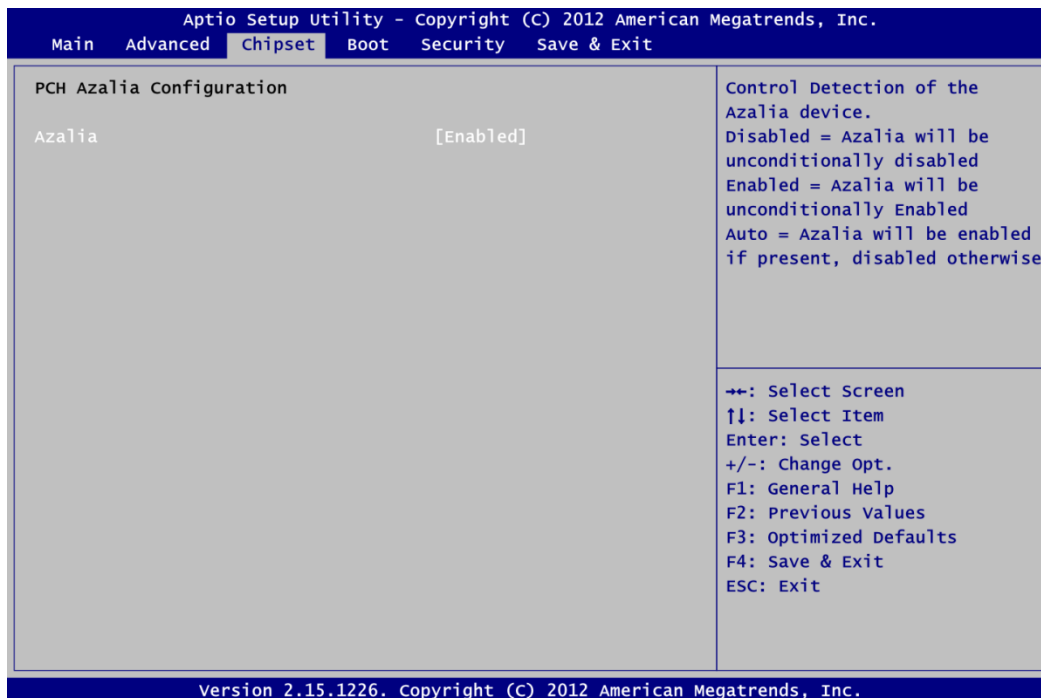 Aptio Setup Utility – Copyright (C) 2012 American Megatrends, Inc.
Main Advanced Chipset Boot Security Save & Exit
PCH Azalia Configuration
Azalia [Enabled]
Control Detection of the
Azalia device.
Disabled = Azalia will be
unconditionally disabled
Enabled = Azalia will be
unconditionally Enabled
Auto = Azalia will be enabled
if present, disabled otherwise
→←: Select Screen
↑↓: Select Item
Enter: Select
+/-: Change Opt.
F1: General Help
F2: Previous Values
F3: Optimized Defaults
F4: Save & Exit
ESC: Exit
Version 2.15.1226. Copyright (C) 2012 American Megatrends, Inc.